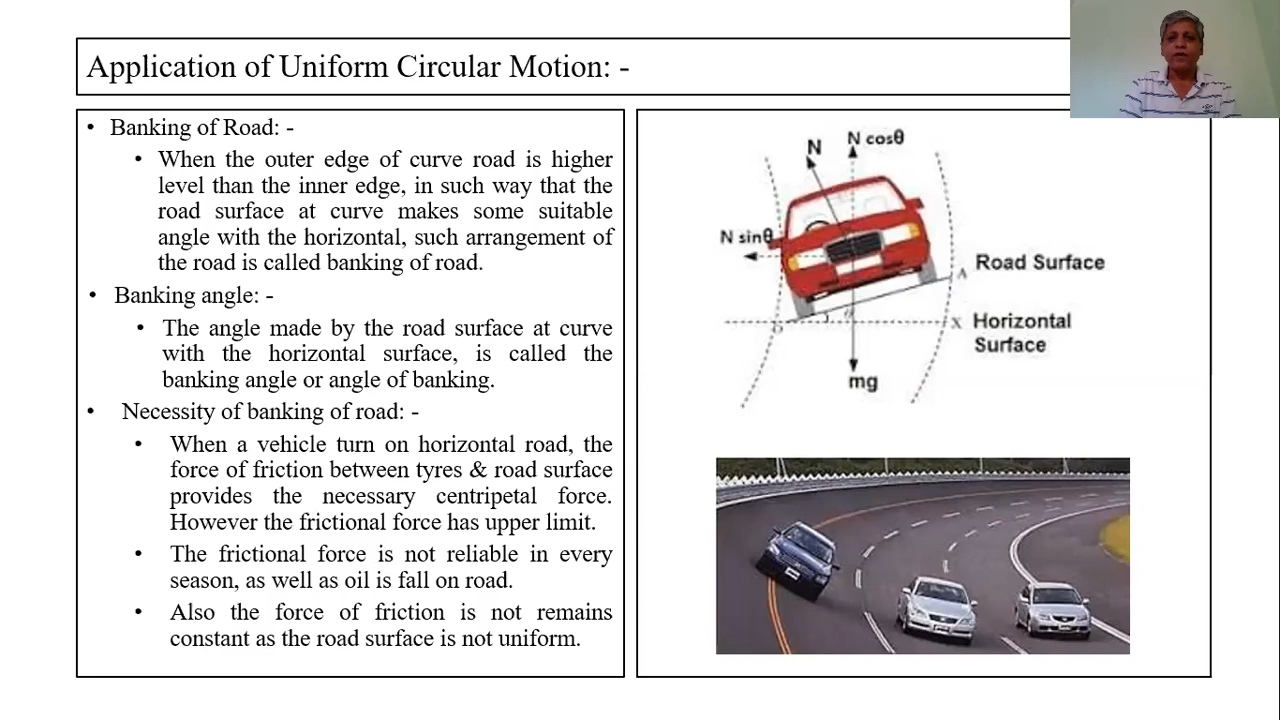 Application of Uniform Circular Motion: -
• Banking of Road: -
• When the outer edge of curve road is higher
level than the inner edge, in such way that the
road surface at curve makes some suitable
angle with the horizontal, such arrangement of
the road is called banking of road.
• Banking angle: -
• The angle made by the road surface at curve
with the horizontal surface, is called the
banking angle or angle of banking.
• Necessity of banking of road: -
• When a vehicle turn on horizontal road, the
force of friction between tyres & road surface
provides the necessary centripetal force.
However the frictional force has upper limit.
• The frictional force is not reliable in every
season, as well as oil is fall on road.
• Also the force of friction is not remains
constant as the road surface is not uniform.
N
N cosθ
N sinθ
A
Road Surface
O
θ
X
Horizontal
Surface
mg